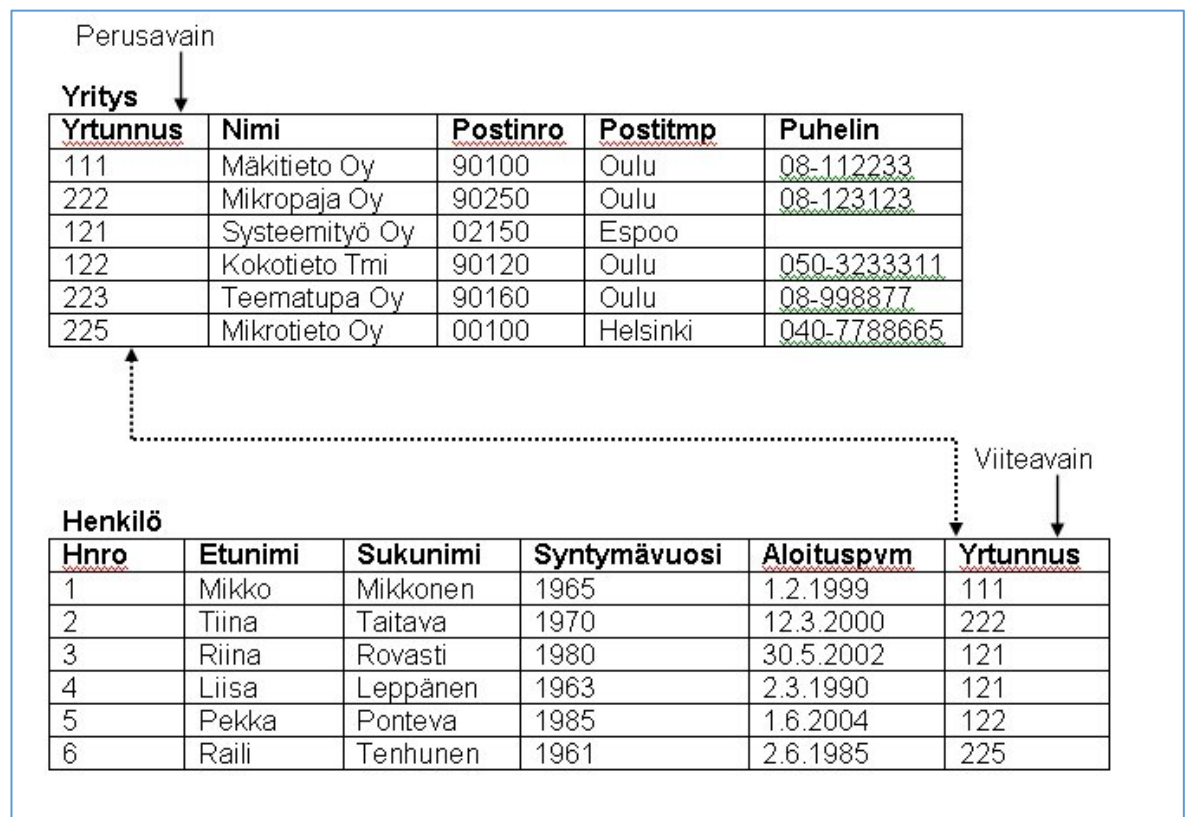 Perusavain
Yritys
Yrtunnus Nimi Postinro Postitmp Puhelin
111 Mäkitieto Oy 90100 Oulu 08-112233
222 Mikropaja Oy 90250 Oulu 08-123123
121 Systeemityö Oy 02150 Espoo
122 Kokotieto Tmi 90120 Oulu 050-3233311
223 Teematupa Oy 90160 Oulu 08-998877
225 Mikrotieto Oy 00100 Helsinki 040-7788665
Viiteavain
Henkilö
Hnro Etunimi Sukunimi Syntymävuosi Aloituspvm Yrtunnus
1 Mikko Mikkonen 1965 1.2.1999 111
2 Tiina Taitava 1970 12.3.2000 222
3 Riina Rovasti 1980 30.5.2002 121
4 Liisa Leppänen 1963 2.3.1990 121
5 Pekka Ponteva 1985 1.6.2004 122
6 Raili Tenhunen 1961 2.6.1985 225